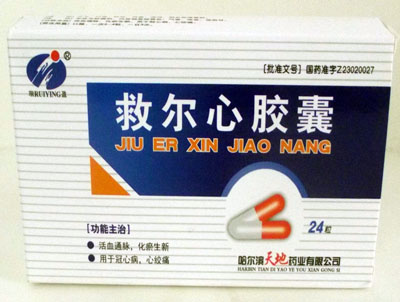 ®
RUIYING
[批准文号] 国药准字Z23020027
救尔心胶囊
JIU ER XIN JIAO NANG
[功能主治]
• 活血通脉，化瘀生新
• 用于冠心病，心绞痛
24粒
哈尔滨天地药业有限公司
HARBIN TIAN DI YAO YE YOU XIAN GONG SI